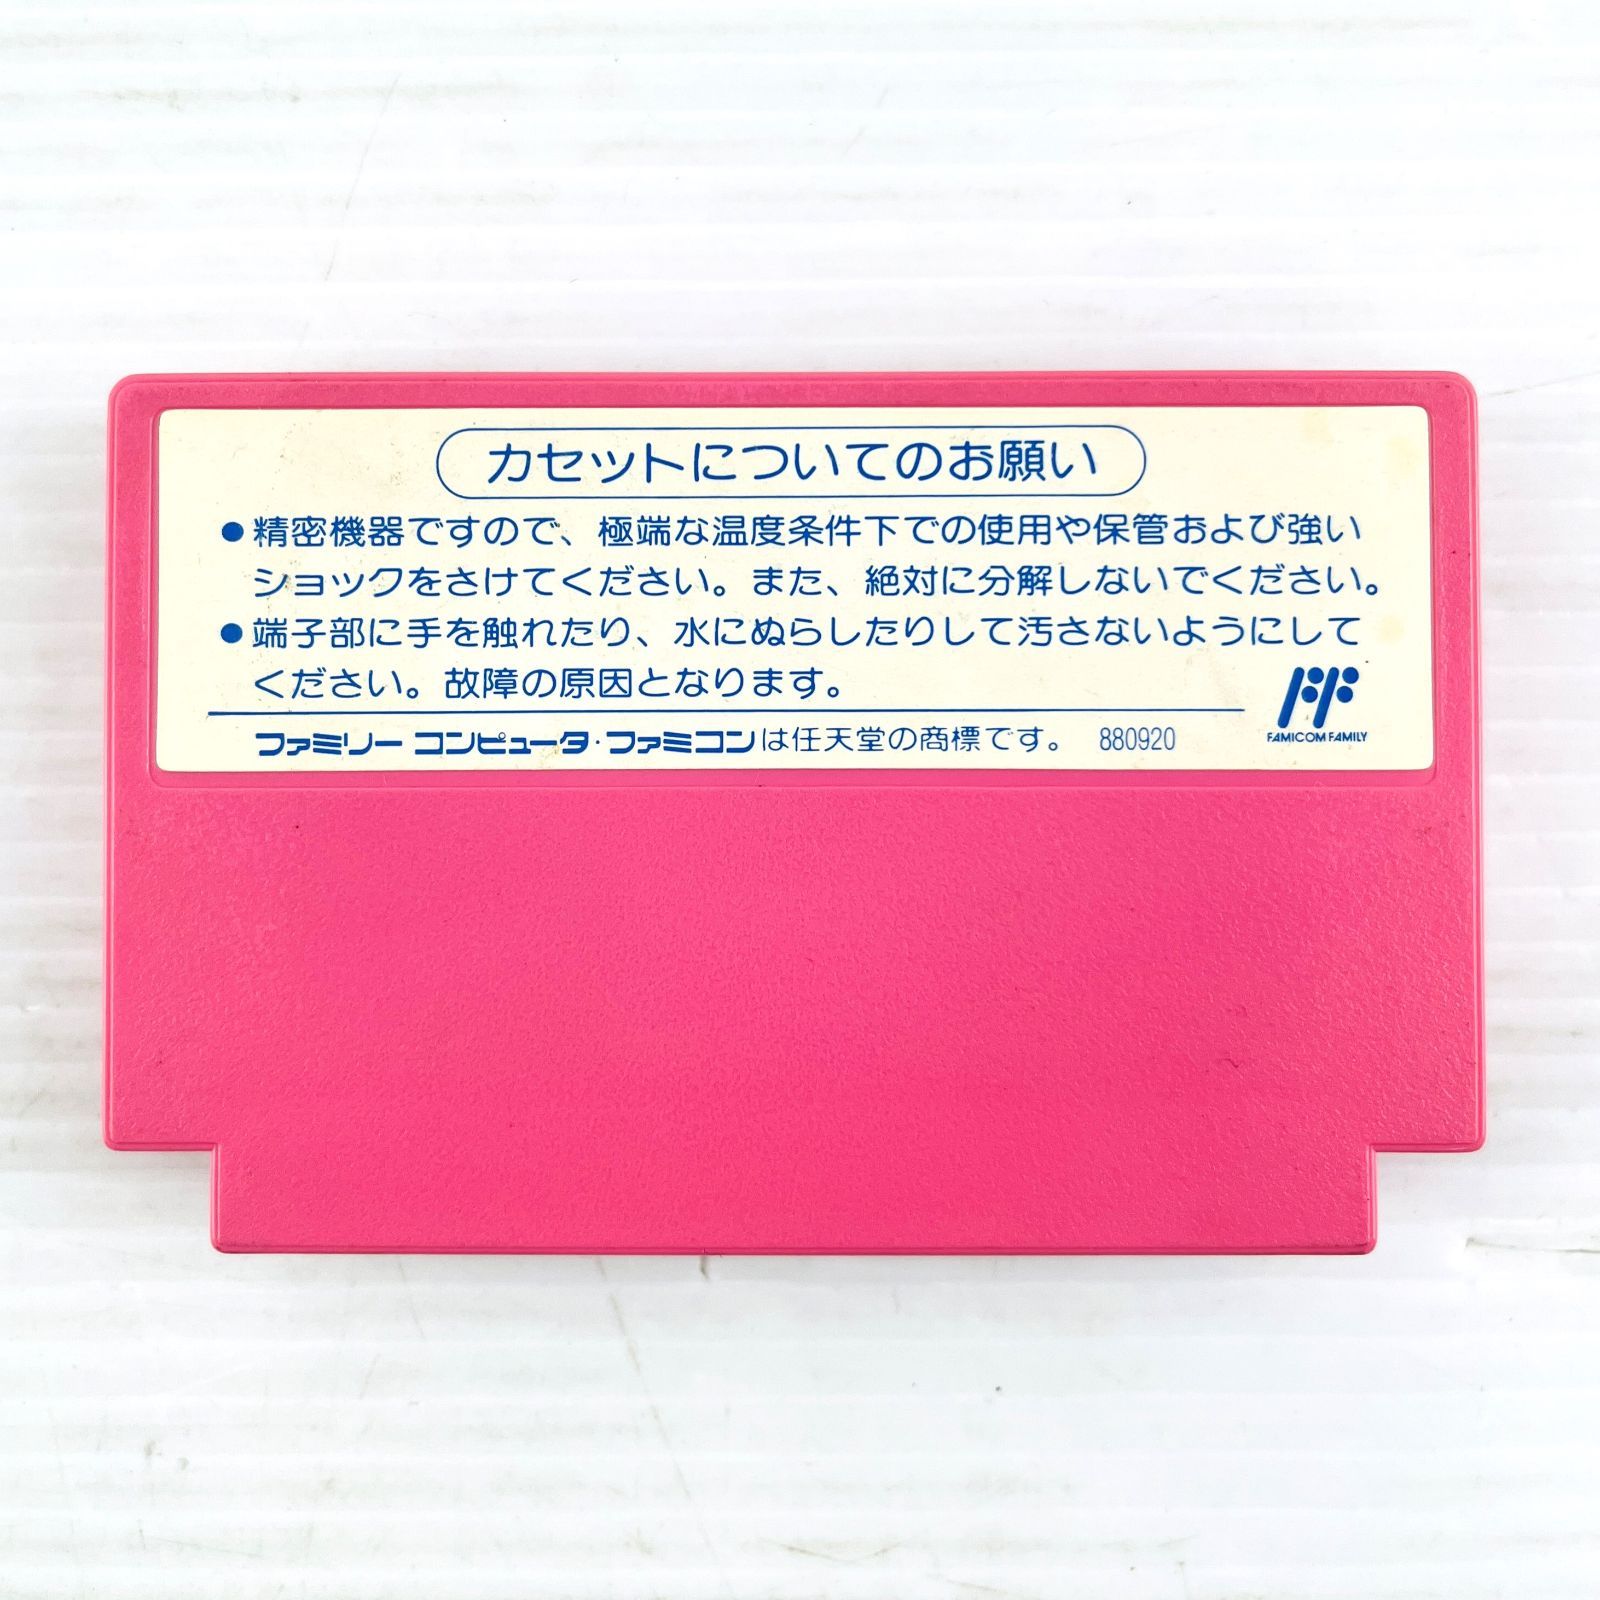 カセットについてのお願い
●精密機器ですので、極端な温度条件下での使用や保管および強い
ショックをさけてください。また、絶対に分解しないでください。
●端子部に手を触れたり、水にぬらしたりして汚さないようにして
ください。故障の原因となります。
ファミリー コンピュータ・ファミコンは任天堂の商標です。 880920
FAMICOM FAMILY